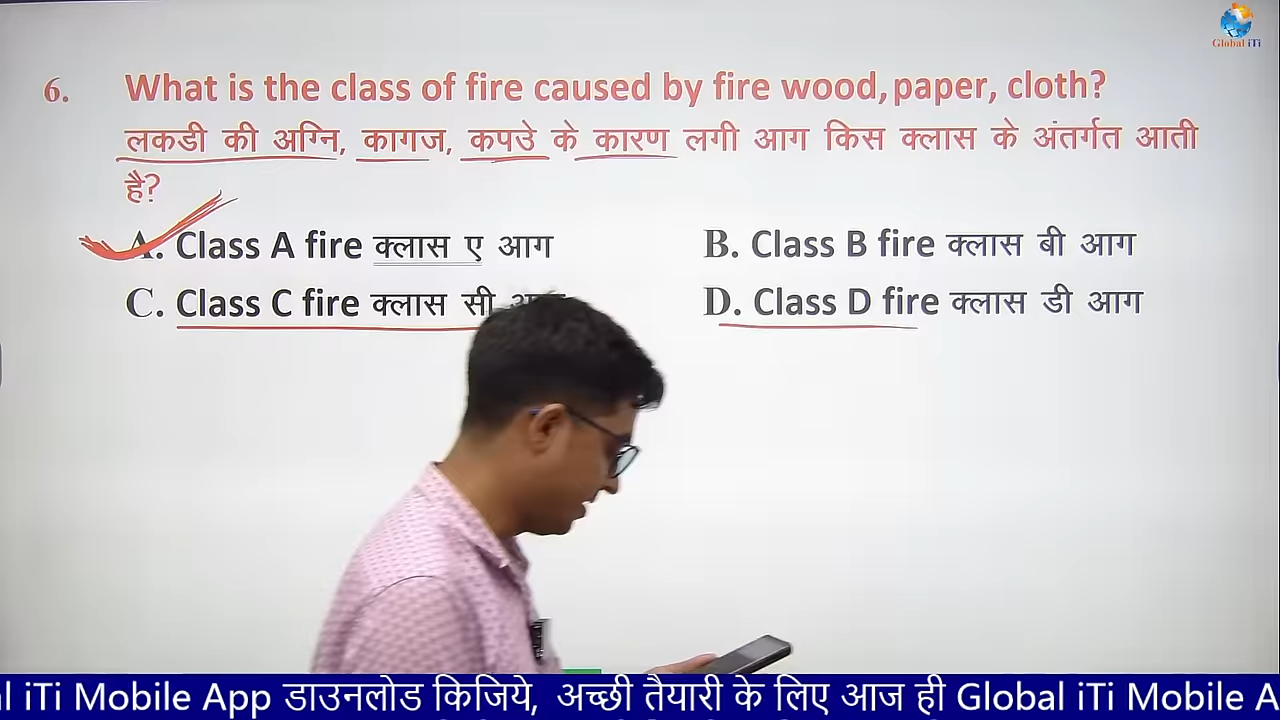 Global iTi
6. What is the class of fire caused by fire wood, paper, cloth?
लकडी की अग्नि, कागज, कपडे के कारण लगी आग किस क्लास के अंतर्गत आती
है?
A. Class A fire क्लास ए आग B. Class B fire क्लास बी आग
C. Class C fire क्लास सी D. Class D fire क्लास डी आग
iTi Mobile App डाउनलोड किजिये, अच्छी तैयारी के लिए आज ही Global iTi Mobile